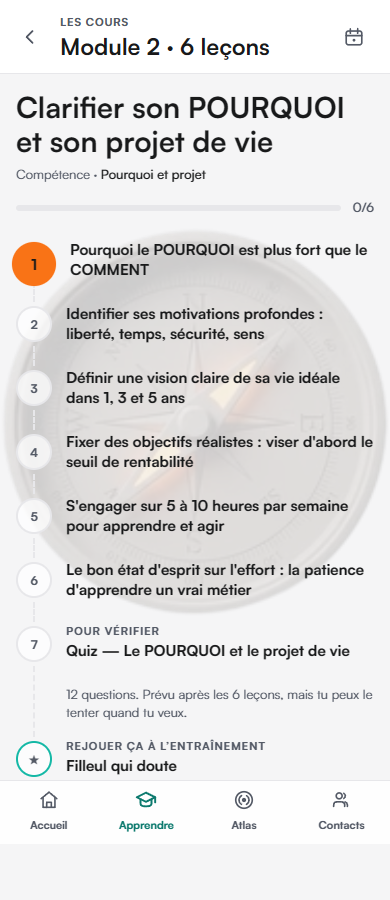 LES COURS
Module 2 · 6 leçons
Clarifier son POURQUOI
et son projet de vie
Compétence · Pourquoi et projet
0/6
1
Pourquoi le POURQUOI est plus fort que le
COMMENT
2
Identifier ses motivations profondes :
liberté, temps, sécurité, sens
3
Définir une vision claire de sa vie idéale
dans 1, 3 et 5 ans
4
Fixer des objectifs réalistes : viser d'abord le
seuil de rentabilité
5
S'engager sur 5 à 10 heures par semaine
pour apprendre et agir
6
Le bon état d'esprit sur l'effort : la patience
d'apprendre un vrai métier
7
POUR VÉRIFIER
Quiz — Le POURQUOI et le projet de vie
12 questions. Prévu après les 6 leçons, mais tu peux le
tenter quand tu veux.
REJOUER ÇA À L'ENTRAÎNEMENT
Filleul qui doute
Accueil
Apprendre
Atlas
Contacts